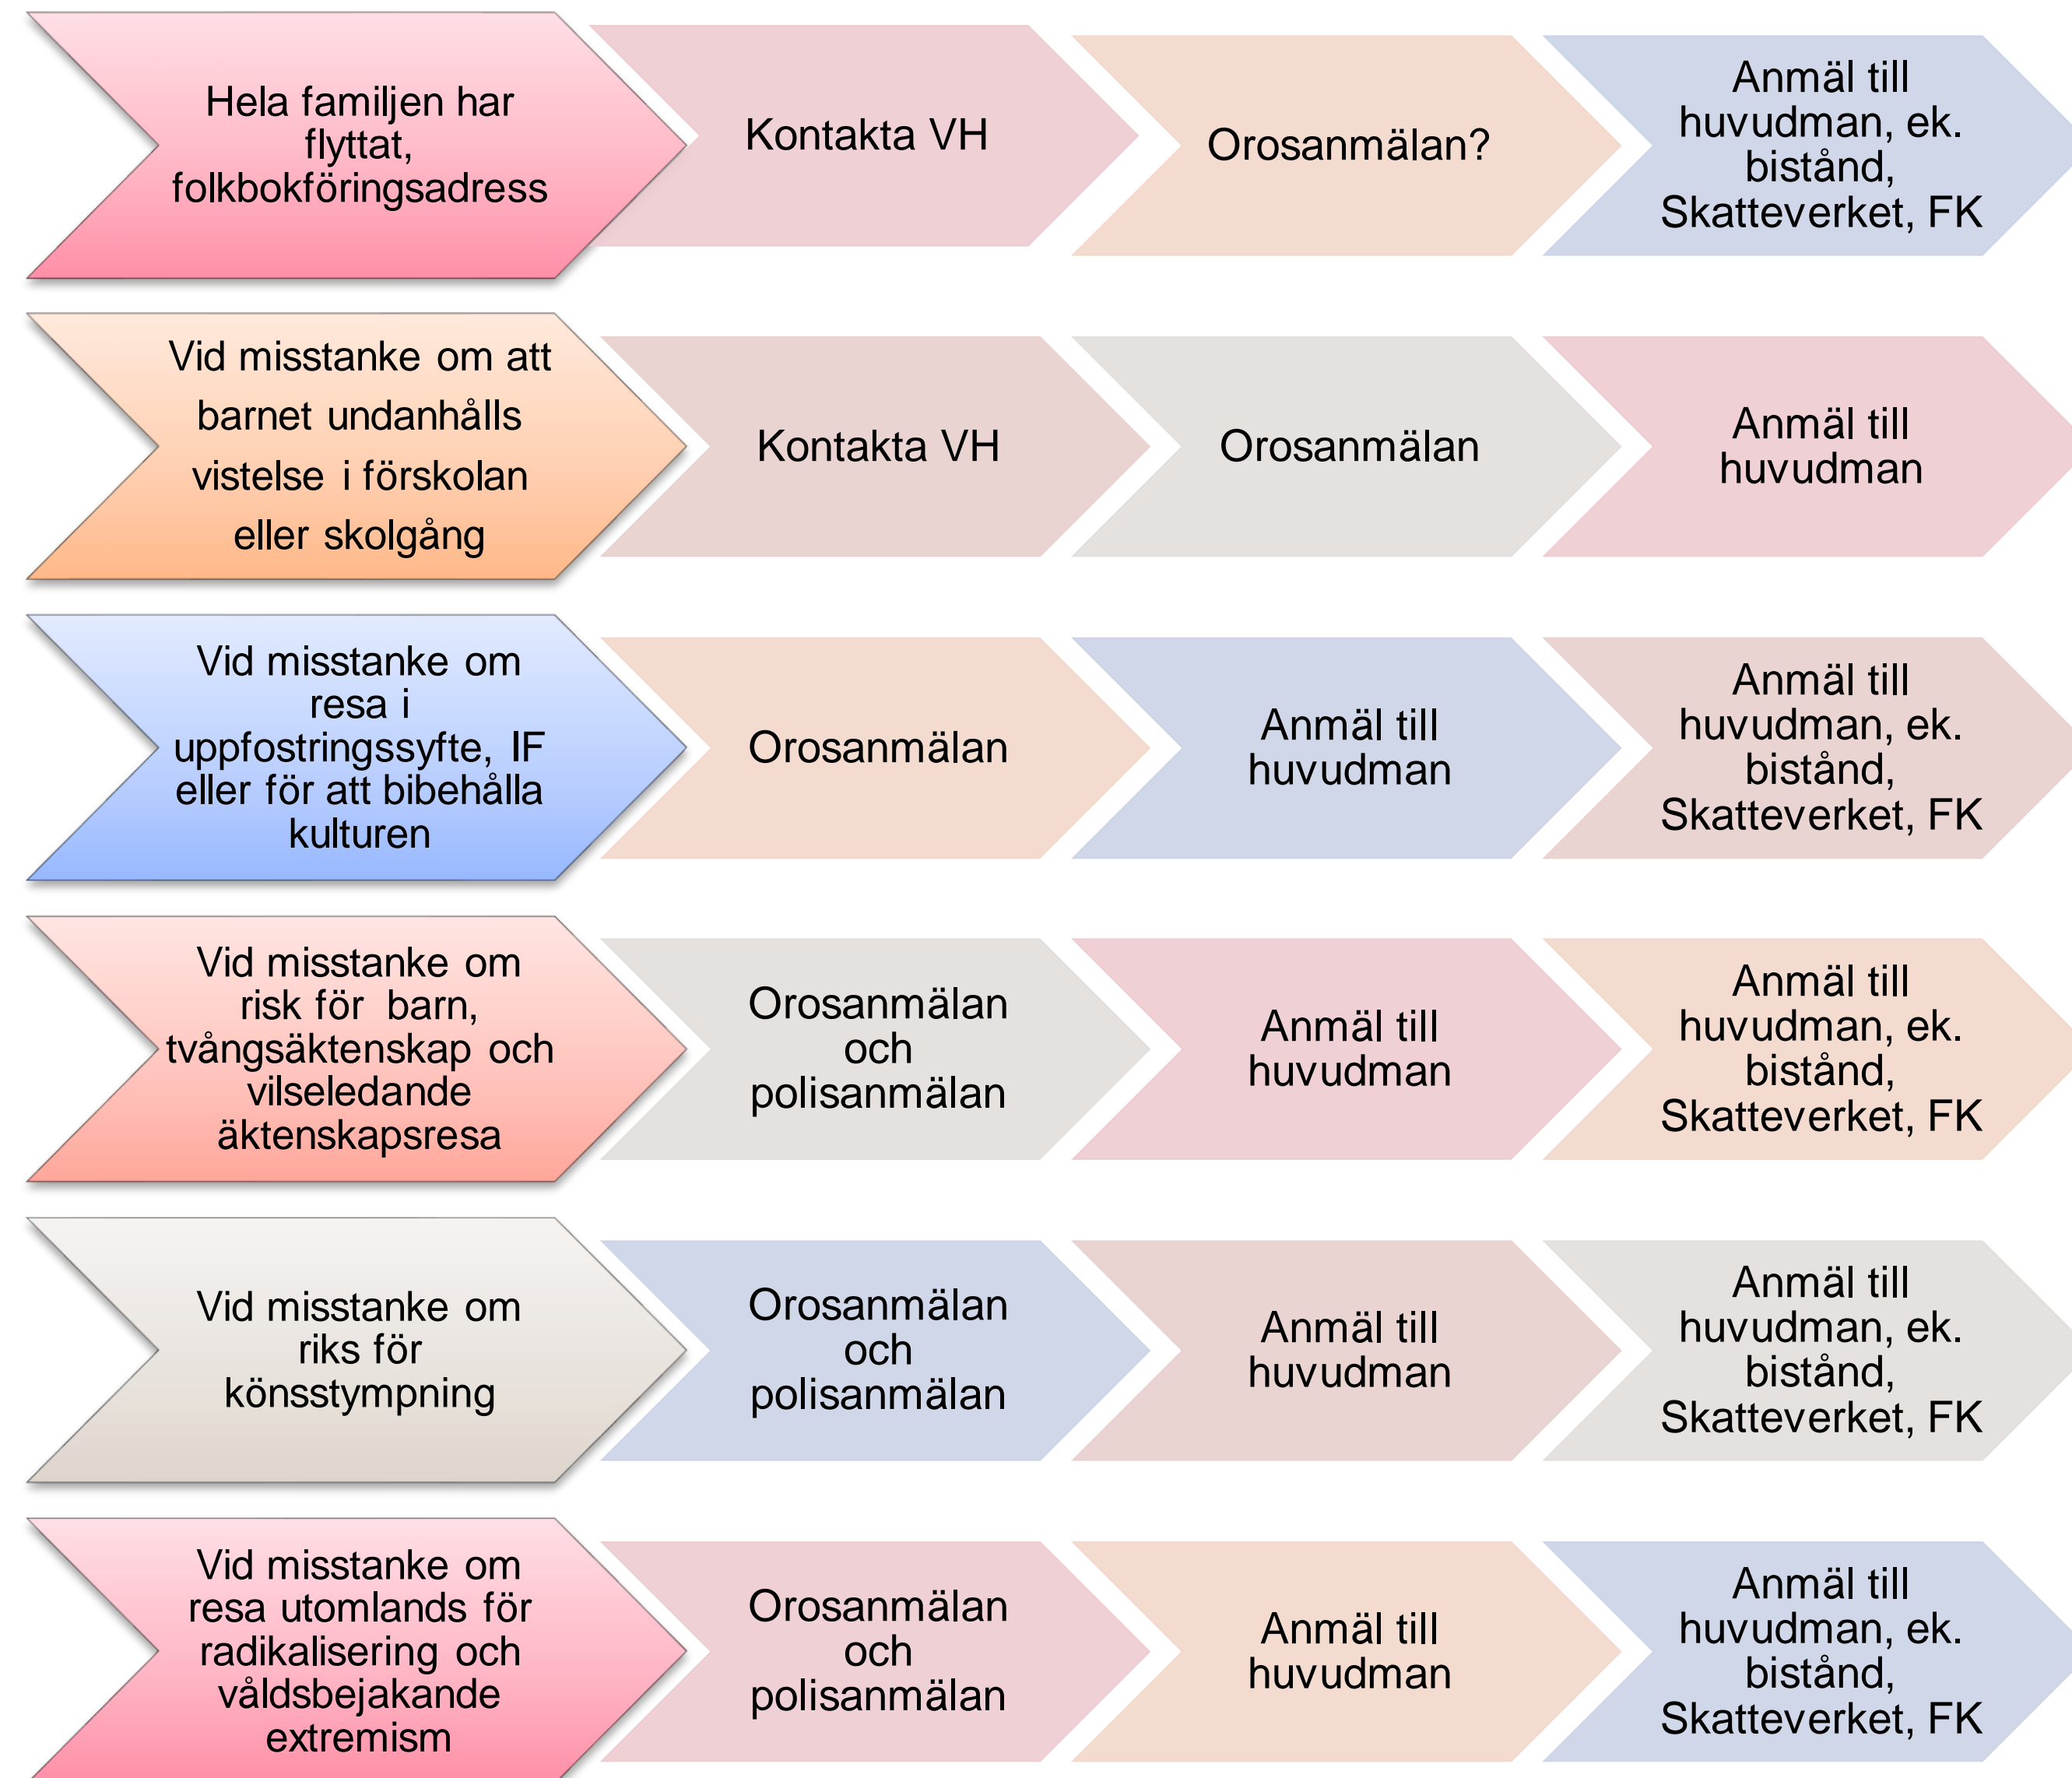 Hela familjen har
flyttat,
folkbokföringsadress
Kontakta VH
Orosanmälan?
Anmäl till
huvudman, ek.
bistånd,
Skatteverket, FK
Vid misstanke om att
barnet undanhålls
vistelse i förskolan
eller skolgång
Kontakta VH
Orosanmälan
Anmäl till
huvudman
Vid misstanke om
resa i
uppfostringssyfte, IF
eller för att bibehålla
kulturen
Orosanmälan
Anmäl till
huvudman
Anmäl till
huvudman, ek.
bistånd,
Skatteverket, FK
Vid misstanke om
risk för barn,
tvångsäktenskap och
vilseledande
äktenskapsresa
Orosanmälan
och
polisanmälan
Anmäl till
huvudman
Anmäl till
huvudman, ek.
bistånd,
Skatteverket, FK
Vid misstanke om
riks för
könsstympning
Orosanmälan
och
polisanmälan
Anmäl till
huvudman
Anmäl till
huvudman, ek.
bistånd,
Skatteverket, FK
Vid misstanke om
resa utomlands för
radikalisering och
våldsbejakande
extremism
Orosanmälan
och
polisanmälan
Anmäl till
huvudman
Anmäl till
huvudman, ek.
bistånd,
Skatteverket, FK